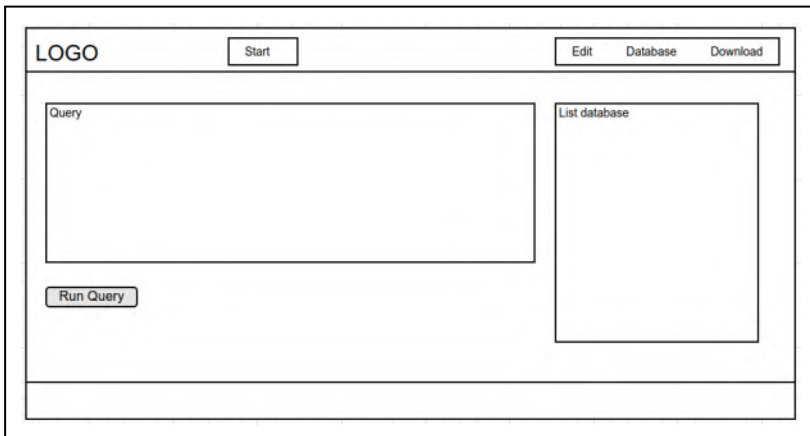 LOGO
Start
Edit Database Download
Query
List database
Run Query